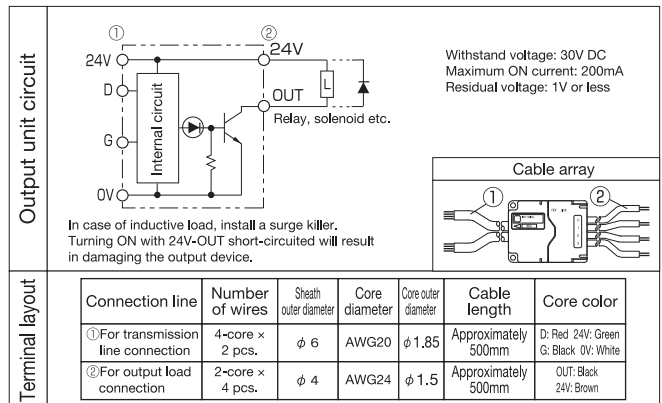 Output unit circuit
①
②
24V
24V
D
G
0V
Internal circuit
L
OUT
Relay, solenoid etc.
In case of inductive load, install a surge killer.
Turning ON with 24V-OUT short-circuited will result
in damaging the output device.
Withstand voltage: 30V DC
Maximum ON current: 200mA
Residual voltage: 1V or less
Cable array
①
②
Terminal layout
Connection line
Number of wires
Sheath outer diameter
Core diameter
Core outer diameter
Cable length
Core color
①For transmission line connection
4-core × 2 pcs.
φ 6
AWG20
φ 1.85
Approximately 500mm
D: Red 24V: Green
G: Black 0V: White
②For output load connection
2-core × 4 pcs.
φ 4
AWG24
φ 1.5
Approximately 500mm
OUT: Black
24V: Brown